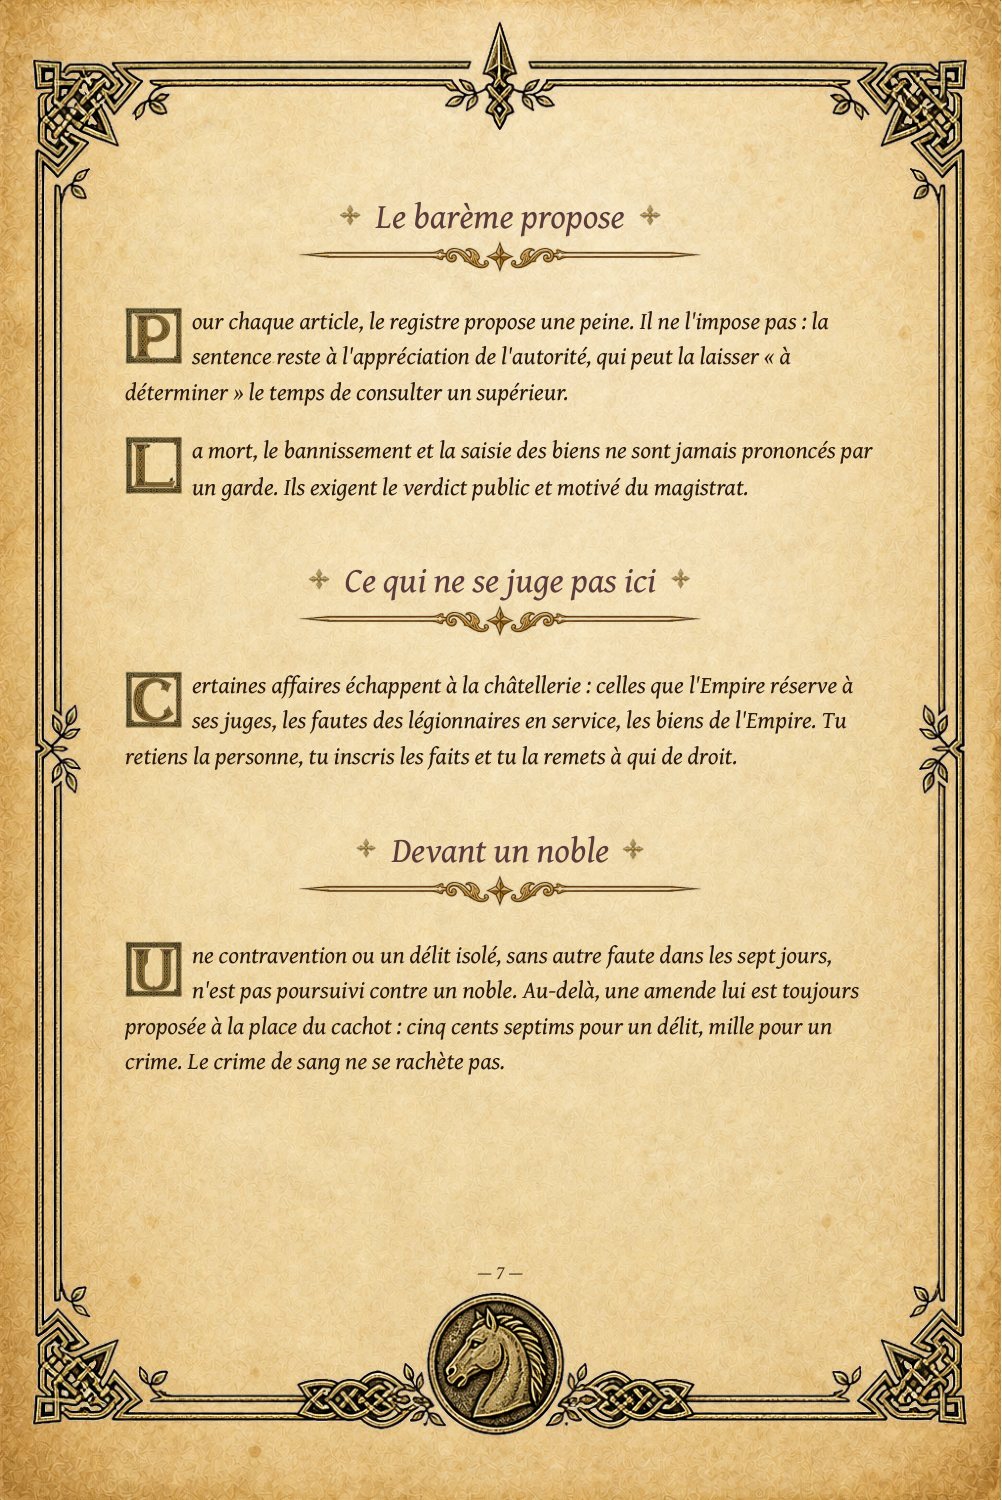 Le barème propose
Pour chaque article, le registre propose une peine. Il ne l'impose pas : la
sentence reste à l'appréciation de l'autorité, qui peut la laisser « à
déterminer » le temps de consulter un supérieur.
La mort, le bannissement et la saisie des biens ne sont jamais prononcés par
un garde. Ils exigent le verdict public et motivé du magistrat.
Ce qui ne se juge pas ici
Certaines affaires échappent à la châtellerie : celles que l'Empire réserve à
ses juges, les fautes des légionnaires en service, les biens de l'Empire. Tu
retiens la personne, tu inscris les faits et tu la remets à qui de droit.
Devant un noble
Une contravention ou un délit isolé, sans autre faute dans les sept jours,
n'est pas poursuivi contre un noble. Au-delà, une amende lui est toujours
proposée à la place du cachot : cinq cents septims pour un délit, mille pour un
crime. Le crime de sang ne se rachète pas.
— 7 —